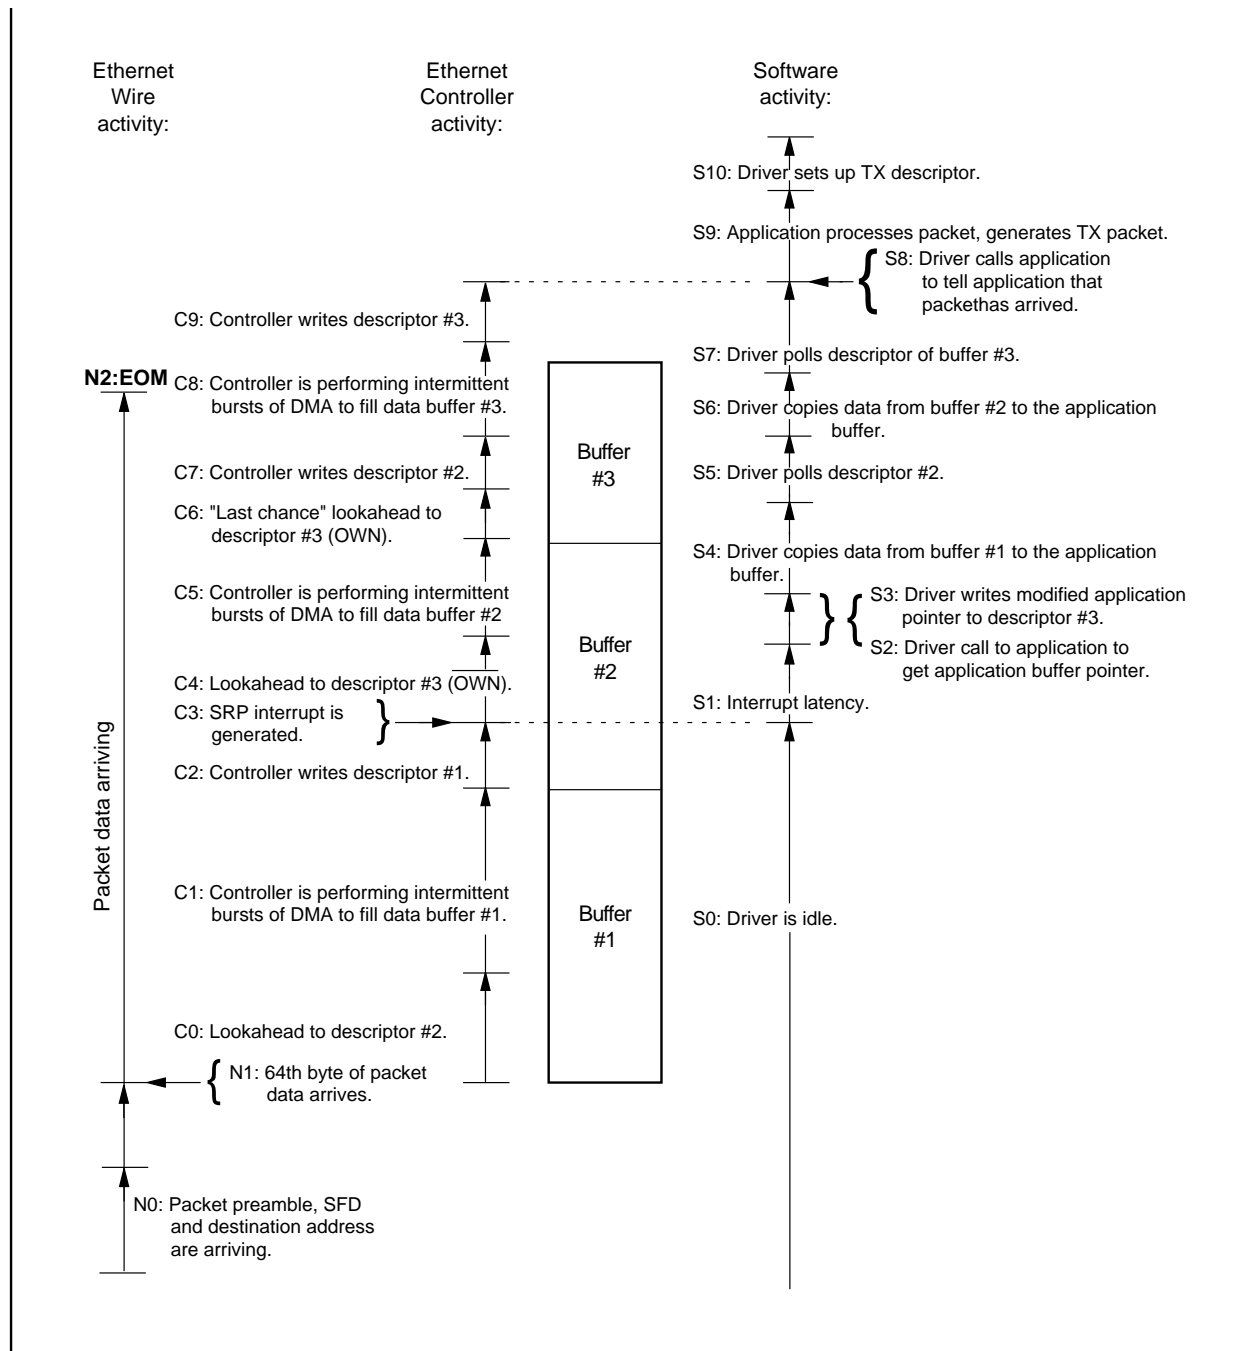 Ethernet
Wire
activity:
Ethernet
Controller
activity:
Software
activity:
S10: Driver sets up TX descriptor.
S9: Application processes packet, generates TX packet.
S8: Driver calls application
to tell application that
packethas arrived.
C9: Controller writes descriptor #3.
S7: Driver polls descriptor of buffer #3.
N2:EOM
C8: Controller is performing intermittent
bursts of DMA to fill data buffer #3.
S6: Driver copies data from buffer #2 to the application
buffer.
Buffer
#3
C7: Controller writes descriptor #2.
S5: Driver polls descriptor #2.
C6: "Last chance" lookahead to
descriptor #3 (OWN).
S4: Driver copies data from buffer #1 to the application
buffer.
C5: Controller is performing intermittent
bursts of DMA to fill data buffer #2
S3: Driver writes modified application
pointer to descriptor #3.
Buffer
#2
S2: Driver call to application to
get application buffer pointer.
C4: Lookahead to descriptor #3 (O̅W̅N̅).
S1: Interrupt latency.
C3: SRP interrupt is
generated.
C2: Controller writes descriptor #1.
Packet data arriving
C1: Controller is performing intermittent
bursts of DMA to fill data buffer #1.
Buffer
#1
S0: Driver is idle.
C0: Lookahead to descriptor #2.
N1: 64th byte of packet
data arrives.
N0: Packet preamble, SFD
and destination address
are arriving.